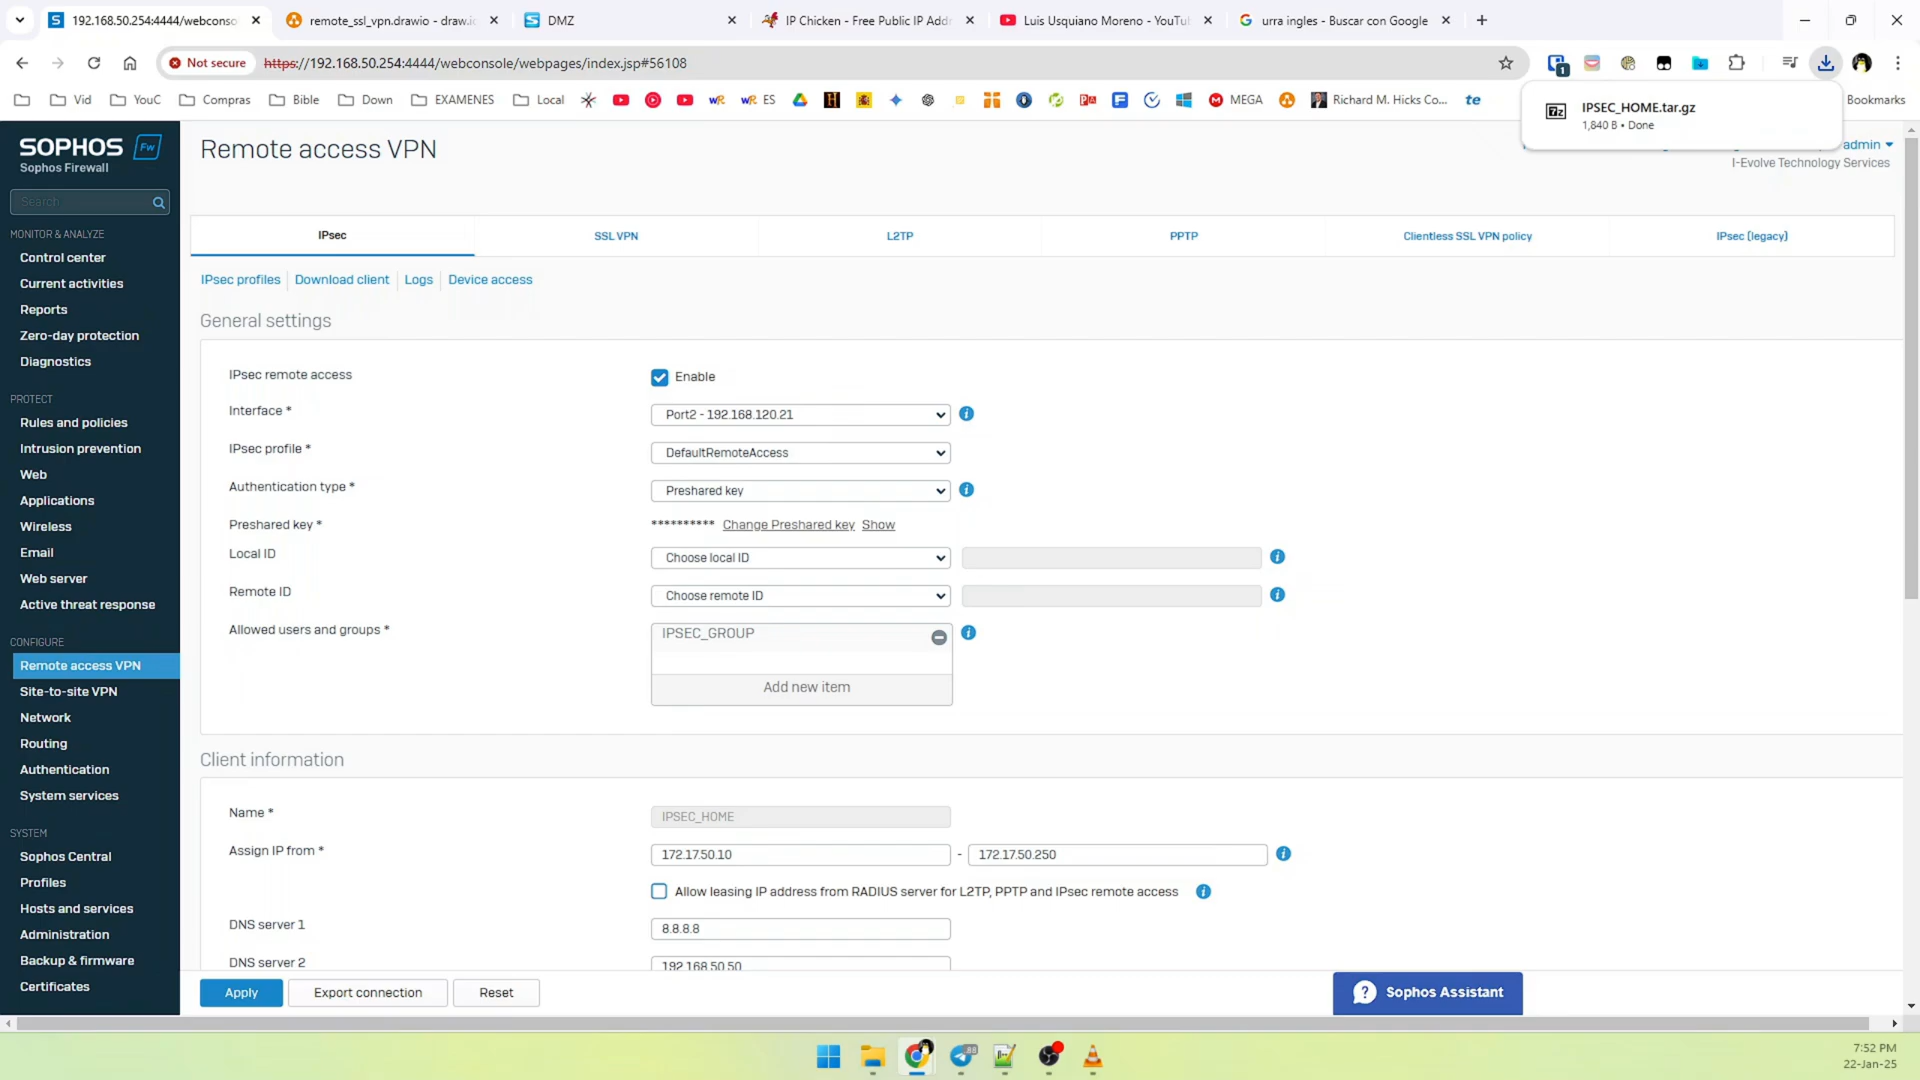 192.168.50.254:4444/webconso
remote_ssl_vpn.drawio - draw.io
DMZ
IP Chicken - Free Public IP Addr
Luis Usquiano Moreno - YouTu
urra ingles - Buscar con Google
Not secure
https://192.168.50.254:4444/webconsole/webpages/index.jsp#56108
1
Vid
YouC
Compras
Bible
Down
EXAMENES
Local
ES
MEGA
Richard M. Hicks Co...
te
Bookmarks
IPSEC_HOME.tar.gz
1,840 B • Done
SOPHOS Fw
Sophos Firewall
Remote access VPN
admin
I-Evolve Technology Services
Search
IPsec
SSL VPN
L2TP
PPTP
Clientless SSL VPN policy
IPsec (legacy)
MONITOR & ANALYZE
Control center
Current activities
Reports
Zero-day protection
Diagnostics
PROTECT
Rules and policies
Intrusion prevention
Web
Applications
Wireless
Email
Web server
Active threat response
CONFIGURE
Remote access VPN
Site-to-site VPN
Network
Routing
Authentication
System services
SYSTEM
Sophos Central
Profiles
Hosts and services
Administration
Backup & firmware
Certificates
IPsec profiles
Download client
Logs
Device access
General settings
IPsec remote access
Enable
Interface *
Port2 - 192.168.120.21
IPsec profile *
DefaultRemoteAccess
Authentication type *
Preshared key
Preshared key *
********** Change Preshared key Show
Local ID
Choose local ID
Remote ID
Choose remote ID
Allowed users and groups *
IPSEC_GROUP
Add new item
Client information
Name *
IPSEC_HOME
Assign IP from *
172.17.50.10 - 172.17.50.250
Allow leasing IP address from RADIUS server for L2TP, PPTP and IPsec remote access
DNS server 1
8.8.8.8
DNS server 2
192.168.50.50
Apply
Export connection
Reset
Sophos Assistant
7:52 PM
22-Jan-25